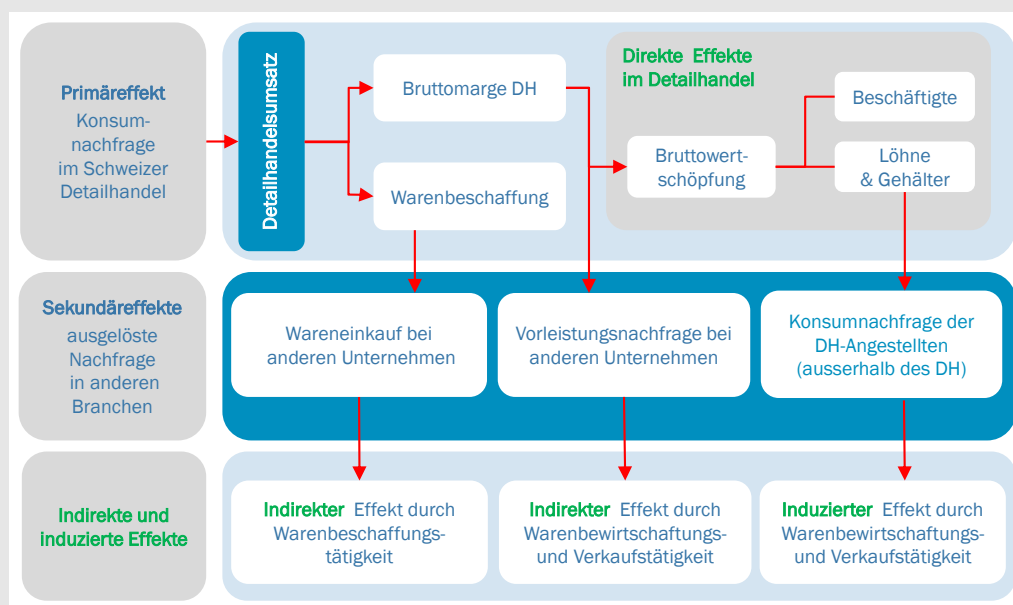 Primäreffekt
Konsum-
nachfrage
im Schweizer
Detailhandel
Detailhandelsumsatz
Bruttomarge DH
Warenbeschaffung
Direkte Effekte
im Detailhandel
Bruttowert-
schöpfung
Beschäftigte
Löhne
& Gehälter
Sekundäreffekte
ausgelöste
Nachfrage
in anderen
Branchen
Wareneinkauf bei
anderen Unternehmen
Vorleistungsnachfrage bei
anderen Unternehmen
Konsumnachfrage der
DH-Angestellten
(ausserhalb des DH)
Indirekte und
induzierte Effekte
Indirekter Effekt durch
Warenbeschaffungs-
tätigkeit
Indirekter Effekt durch
Warenbewirtschaftungs-
und Verkaufstätigkeit
Induzierter Effekt durch
Warenbewirtschaftungs-
und Verkaufstätigkeit